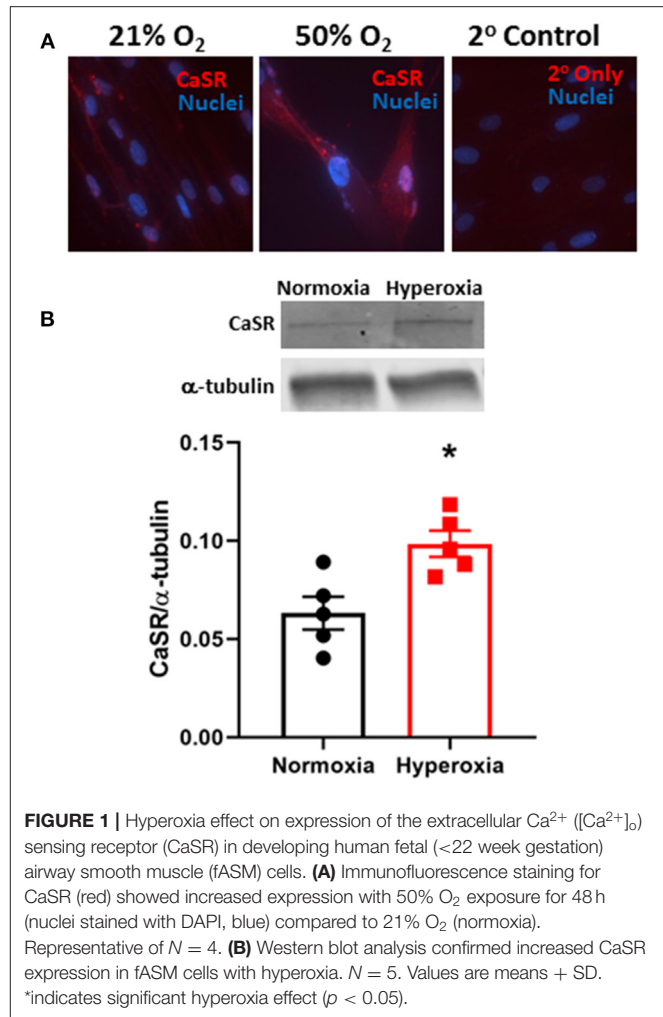 A
21% O₂ 50% O₂ 2° Control
CaSR
Nuclei
CaSR
Nuclei
2° Only
Nuclei
B
Normoxia Hyperoxia
CaSR
α-tubulin
CaSR/α-tubulin
0.15
0.10
0.05
0.00
*
Normoxia Hyperoxia
FIGURE 1 | Hyperoxia effect on expression of the extracellular Ca²⁺ ([Ca²⁺]ₒ)
sensing receptor (CaSR) in developing human fetal (<22 week gestation)
airway smooth muscle (fASM) cells. (A) Immunofluorescence staining for
CaSR (red) showed increased expression with 50% O₂ exposure for 48 h
(nuclei stained with DAPI, blue) compared to 21% O₂ (normoxia).
Representative of N = 4. (B) Western blot analysis confirmed increased CaSR
expression in fASM cells with hyperoxia. N = 5. Values are means + SD.
*indicates significant hyperoxia effect (p < 0.05).